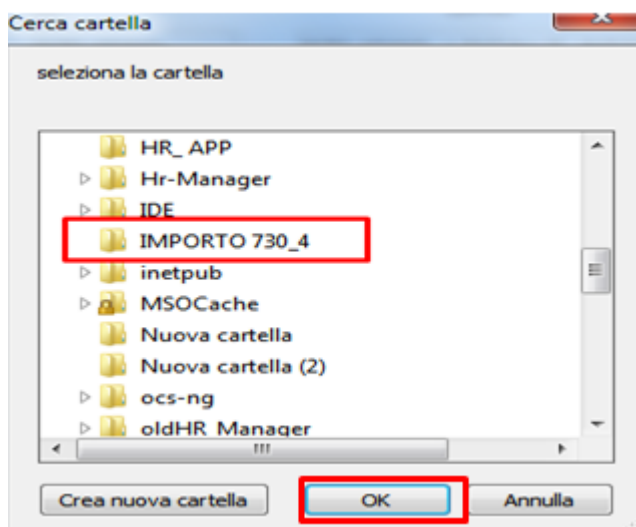 Cerca cartella
seleziona la cartella
HR_ APP
Hr-Manager
IDE
IMPORTO 730_4
inetpub
MSOCache
Nuova cartella
Nuova cartella (2)
ocs-ng
oldHR_Manager
Crea nuova cartella OK Annulla